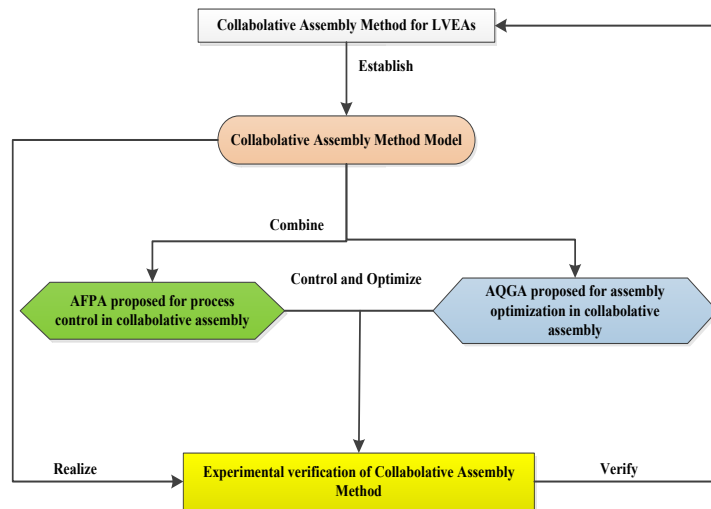 Collabolative Assembly Method for LVEAs
Establish
Collabolative Assembly Method Model
Combine
Control and Optimize
AFPA proposed for process
control in collabolative assembly
AQGA proposed for assembly
optimization in collabolative
assembly
Realize
Experimental verification of Collabolative Assembly
Method
Verify